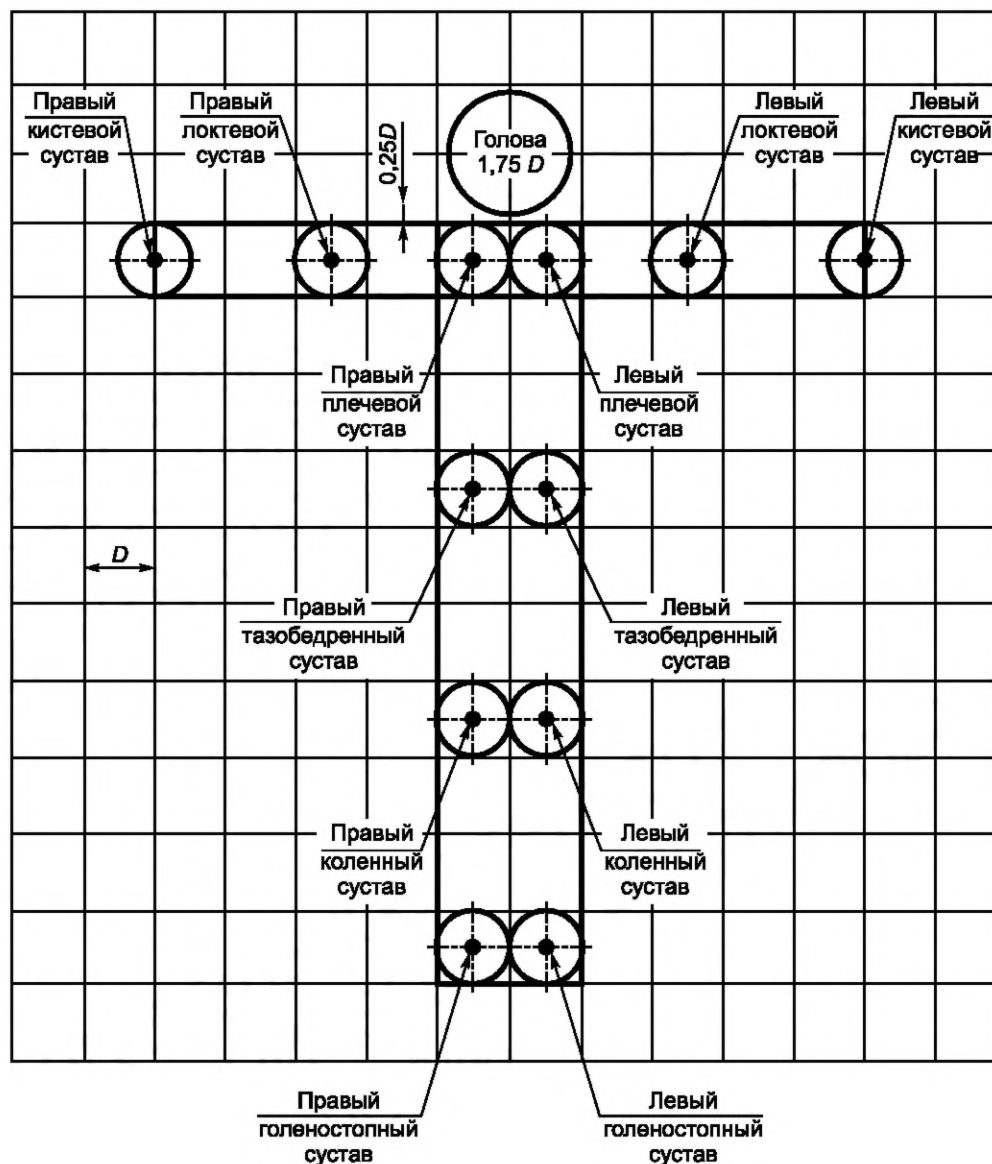 Правый
кистевой
сустав
Правый
локтевой
сустав
0,25D
Голова
1,75 D
Левый
локтевой
сустав
Левый
кистевой
сустав
Правый
плечевой
сустав
Левый
плечевой
сустав
D
Правый
тазобедренный
сустав
Левый
тазобедренный
сустав
Правый
коленный
сустав
Левый
коленный
сустав
Правый
голеностопный
сустав
Левый
голеностопный
сустав